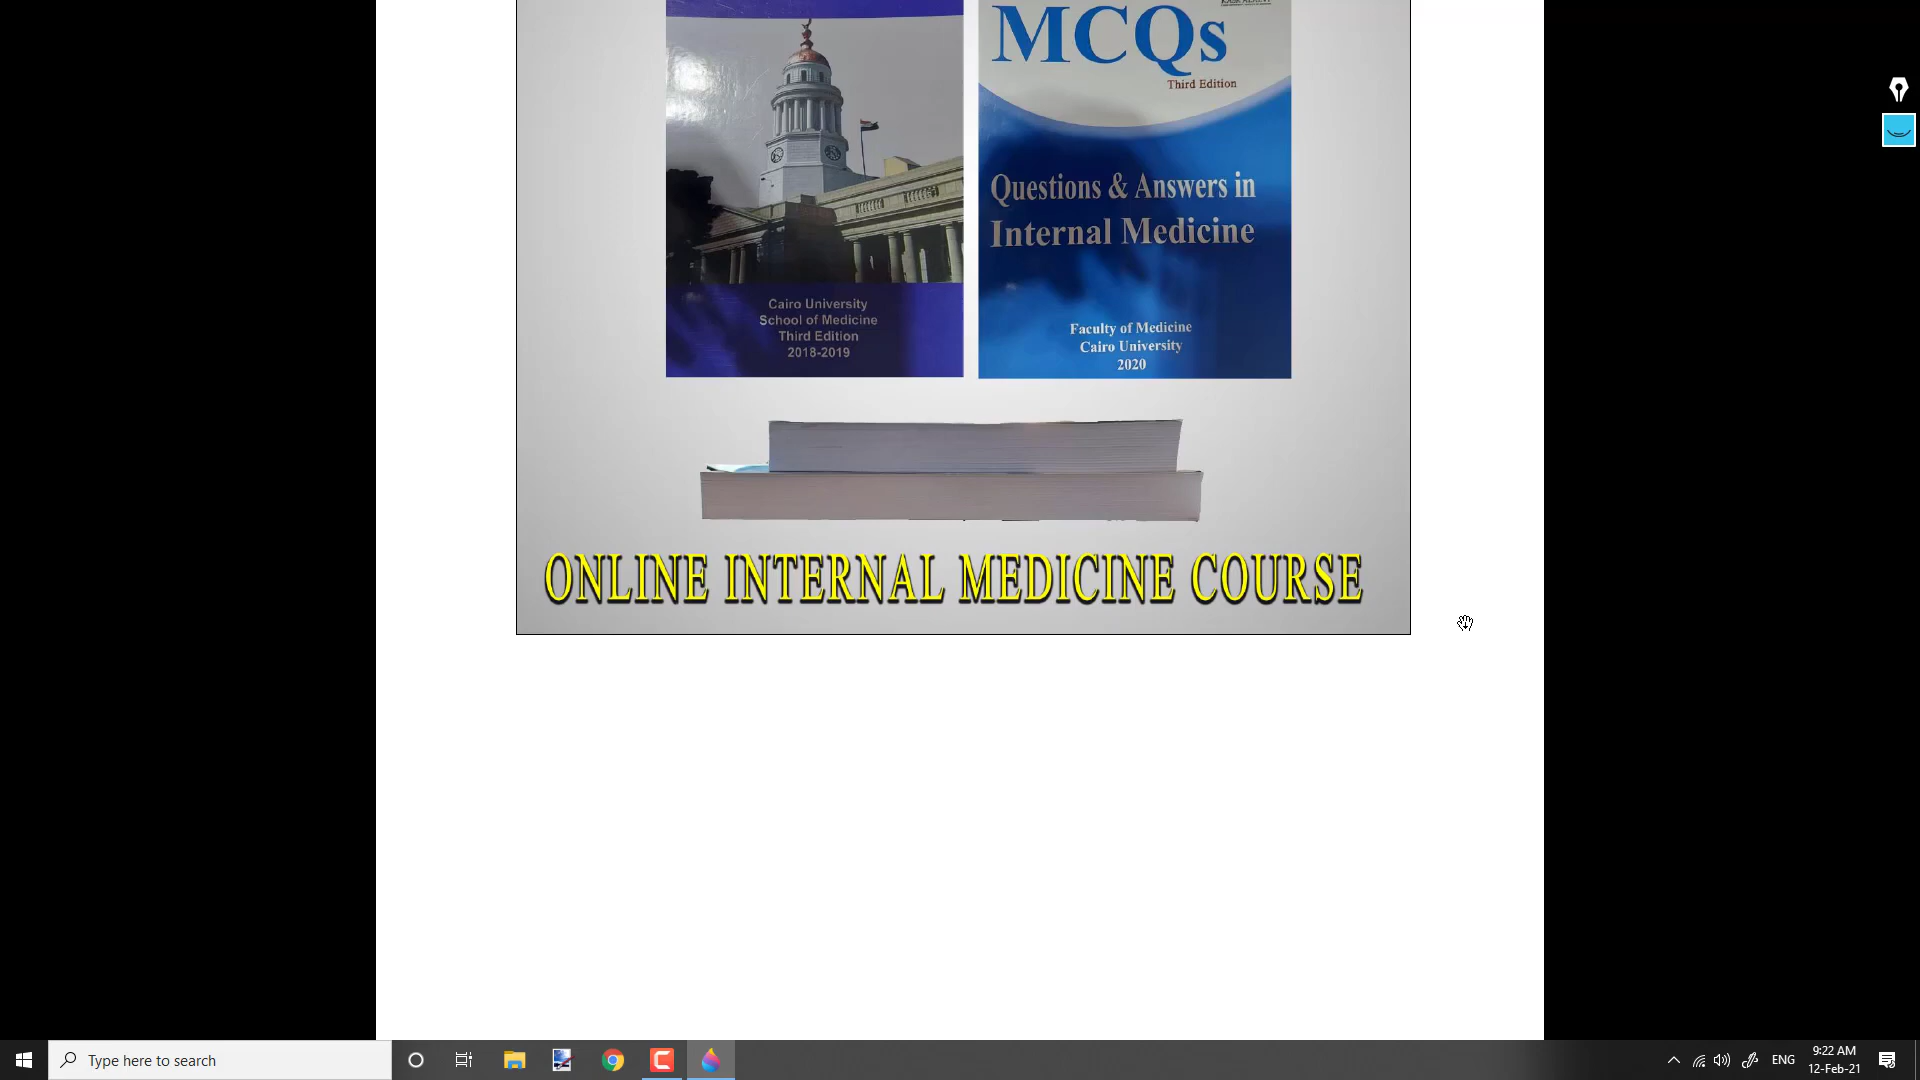 MCQs
Third Edition
Questions & Answers in
Internal Medicine
Cairo University
School of Medicine
Third Edition
2018-2019
Faculty of Medicine
Cairo University
2020
ONLINE INTERNAL MEDICINE COURSE
Type here to search
ENG
9:22 AM
12-Feb-21